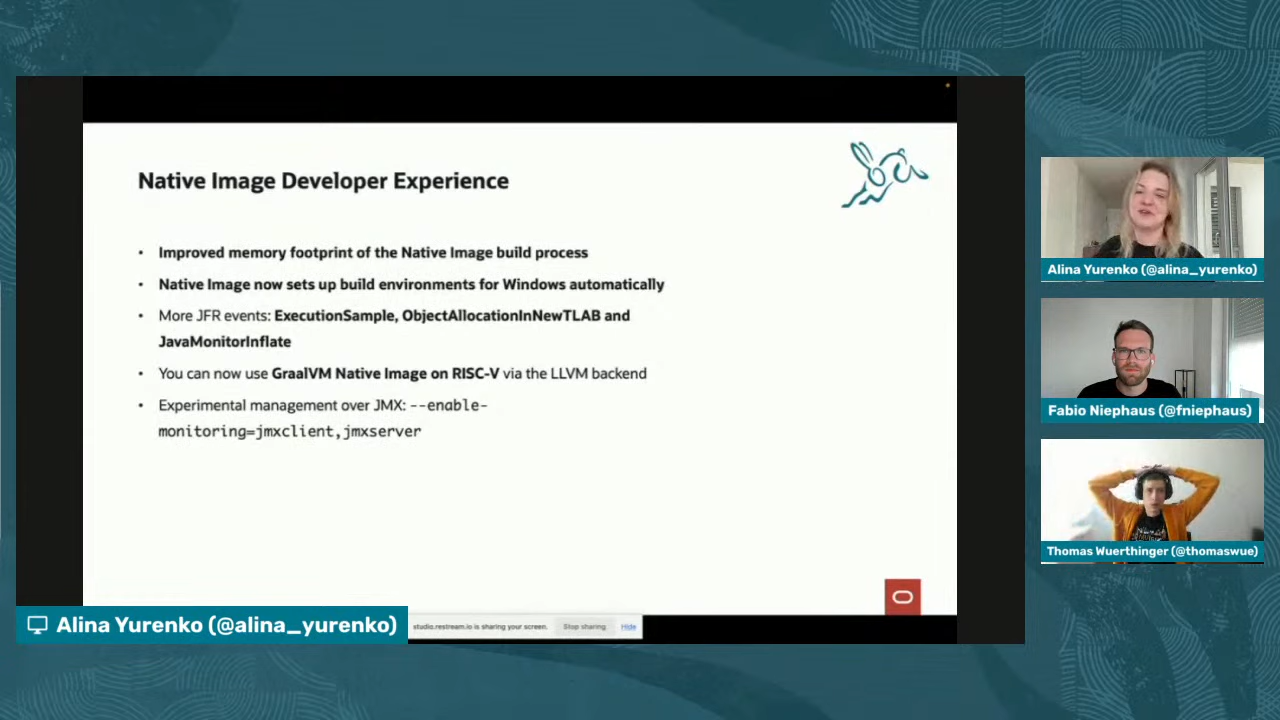 Native Image Developer Experience
• Improved memory footprint of the Native Image build process
• Native Image now sets up build environments for Windows automatically
• More JFR events: ExecutionSample, ObjectAllocationInNewTLAB and
JavaMonitorInflate
• You can now use GraalVM Native Image on RISC-V via the LLVM backend
• Experimental management over JMX: --enable-
monitoring=jmxclient,jmxserver
studio.restream.io is sharing your screen.
Stop sharing
Hide
Alina Yurenko (@alina_yurenko)
Alina Yurenko (@alina_yurenko)
Fabio Niephaus (@fniephaus)
Thomas Wuerthinger (@thomaswue)